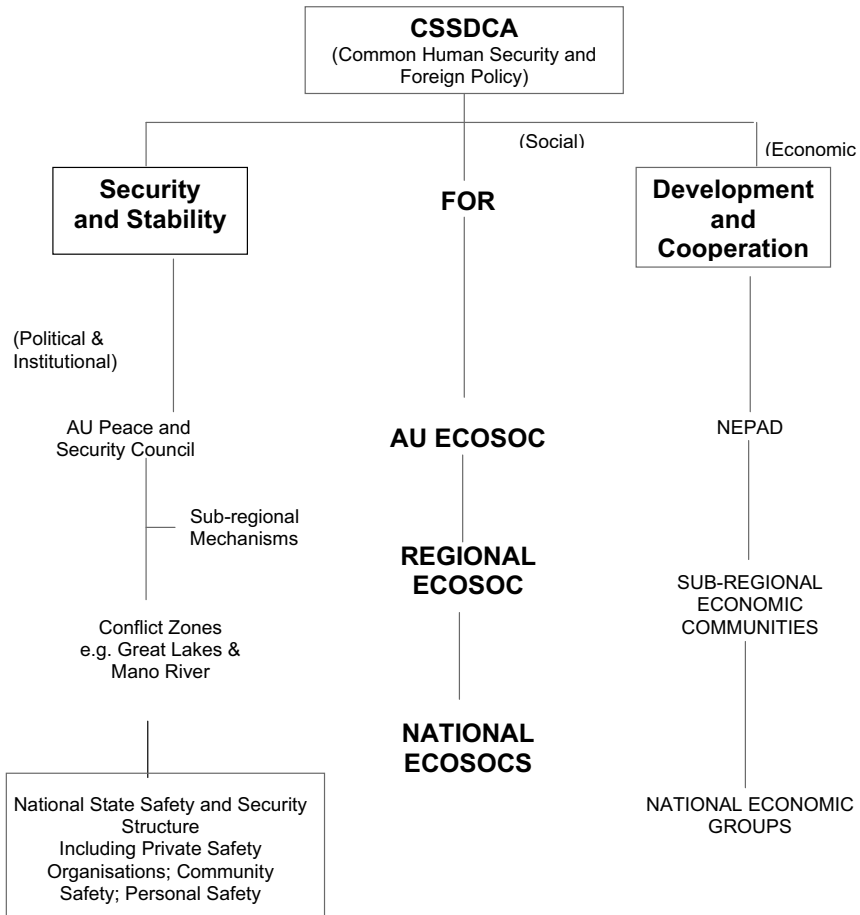 CSSDCA
(Common Human Security and
Foreign Policy)
(Social)
(Economic
Security
and Stability
FOR
Development
and
Cooperation
(Political &
Institutional)
AU Peace and
Security Council
AU ECOSOC
NEPAD
Sub-regional
Mechanisms
REGIONAL
ECOSOC
SUB-REGIONAL
ECONOMIC
COMMUNITIES
Conflict Zones
e.g. Great Lakes &
Mano River
NATIONAL
ECOSOCS
National State Safety and Security
Structure
Including Private Safety
Organisations; Community
Safety; Personal Safety
NATIONAL ECONOMIC
GROUPS